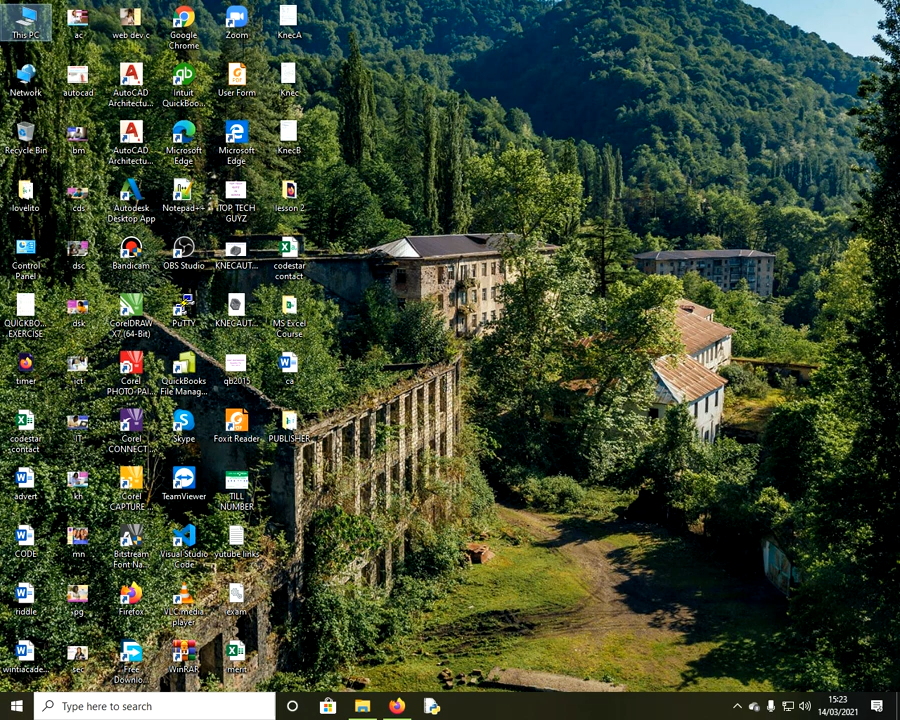 This PC
ac
web dev c
Google
Chrome
Zoom
KnecA
Network
autocad
AutoCAD
Architectu...
Intuit
QuickBoo...
User Form
Knec
Recycle Bin
bm
AutoCAD
Architectu...
Microsoft
Edge
Microsoft
Edge
KnecB
lovelito
cds
Autodesk
Desktop App
Notepad++
TOP TECH
GUYZ
lesson 2
Control
Panel
dsc
Bandicam
OBS Studio
KNECAUT...
codestar
contact
QUICKBO...
EXERCISE
dsk
CorelDRAW
X7 (64-Bit)
PuTTY
KNECAUT...
MS Excel
Course
timer
ict
Corel
PHOTO-PAI...
QuickBooks
File Manag...
qb2015
ca
codestar
contact
IT
Corel
CONNECT ...
Skype
Foxit Reader
PUBLISHER
advert
kh
Corel
CAPTURE ...
TeamViewer
TILL
NUMBER
CODE
mn
Bitstream
Font Na...
Visual Studio
Code
yutube links
riddle
pg
Firefox
VLC media
player
exam
wintiacade...
sec
Free
Downlo...
WinRAR
merit
Type here to search
15:23
14/03/2021